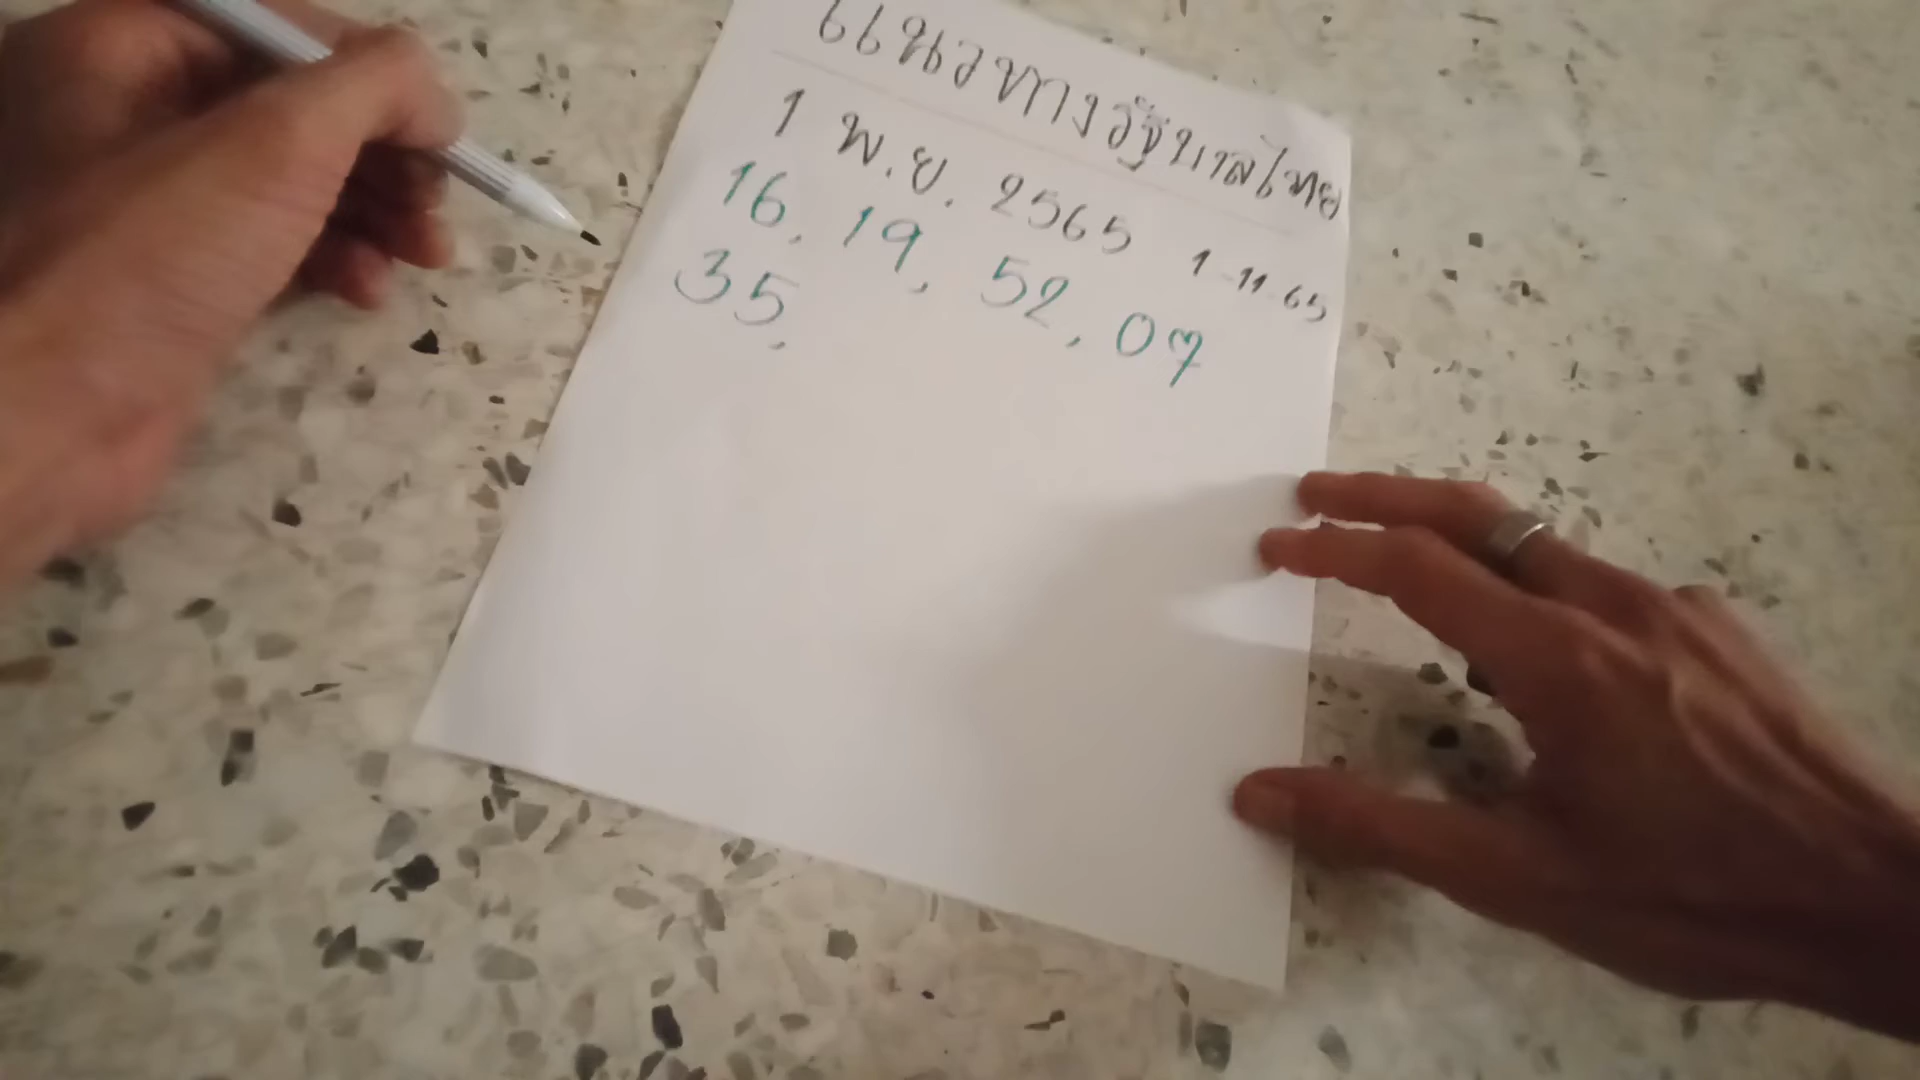 แนวทางรัฐบาลไทย
1 พ.ย. 2565 1-11-65
16, 19, 52, 07
35,